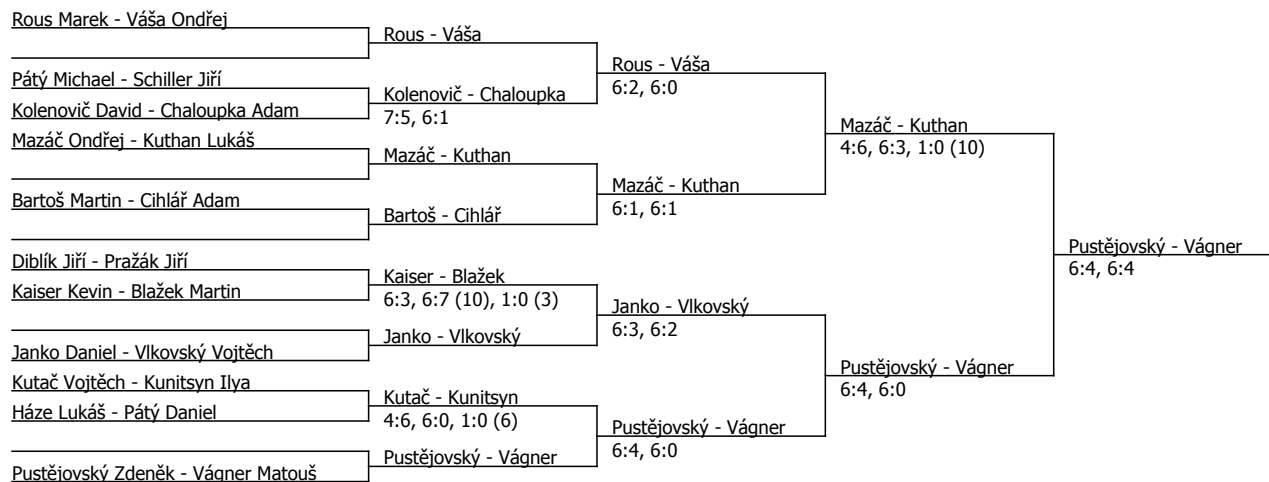 Rous Marek - Váša Ondřej
Pátý Michael - Schiller Jiří
Kolenovič David - Chaloupka Adam
Mazáč Ondřej - Kuthan Lukáš
Bartoš Martin - Cihlář Adam
Diblík Jiří - Pražák Jiří
Kaiser Kevin - Blažek Martin
Janko Daniel - Vlkovský Vojtěch
Kutač Vojtěch - Kunitsyn Ilya
Háze Lukáš - Pátý Daniel
Pustějovský Zdeněk - Vágner Matouš
Rous - Váša
Kolenovič - Chaloupka
7:5, 6:1
Mazáč - Kuthan
Bartoš - Cihlář
Kaiser - Blažek
6:3, 6:7 (10), 1:0 (3)
Janko - Vlkovský
Kutač - Kunitsyn
4:6, 6:0, 1:0 (6)
Pustějovský - Vágner
Rous - Váša
6:2, 6:0
Mazáč - Kuthan
6:1, 6:1
Janko - Vlkovský
6:3, 6:2
Pustějovský - Vágner
6:4, 6:0
Mazáč - Kuthan
4:6, 6:3, 1:0 (10)
Pustějovský - Vágner
6:4, 6:0
Pustějovský - Vágner
6:4, 6:4